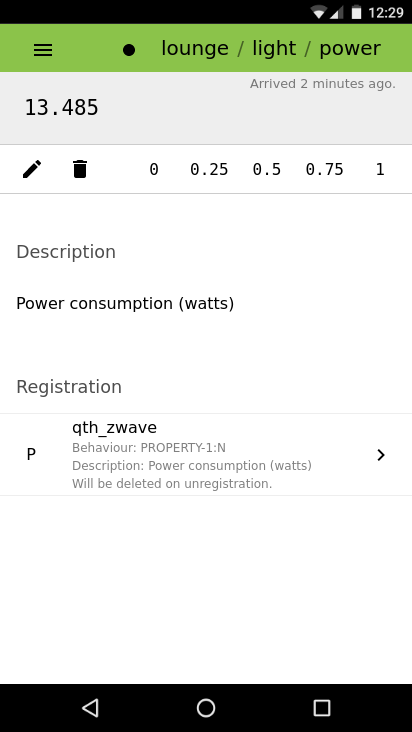 12:29
lounge / light / power
Arrived 2 minutes ago.
13.485
0 0.25 0.5 0.75 1
Description
Power consumption (watts)
Registration
qth_zwave
Behaviour: PROPERTY-1:N
P
Description: Power consumption (watts)
Will be deleted on unregistration.